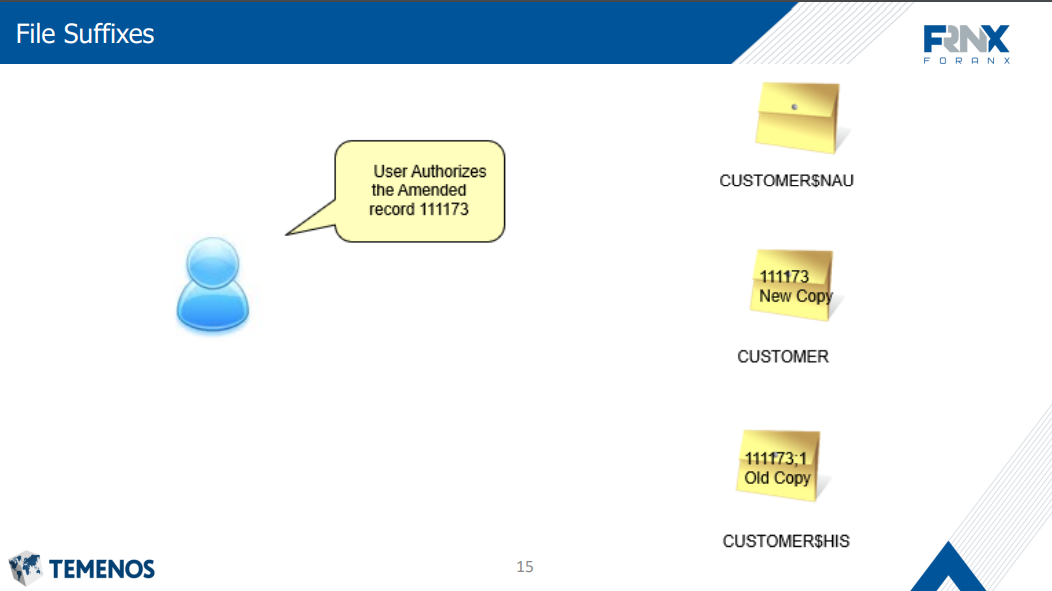 File Suffixes
FRNX
FORANX
User Authorizes
the Amended
record 111173
CUSTOMER$NAU
111173
New Copy
CUSTOMER
111173;1
Old Copy
CUSTOMER$HIS
TEMENOS
15